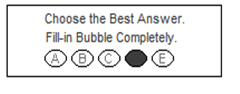 Choose the Best Answer.
Fill-in Bubble Completely.
A B C E